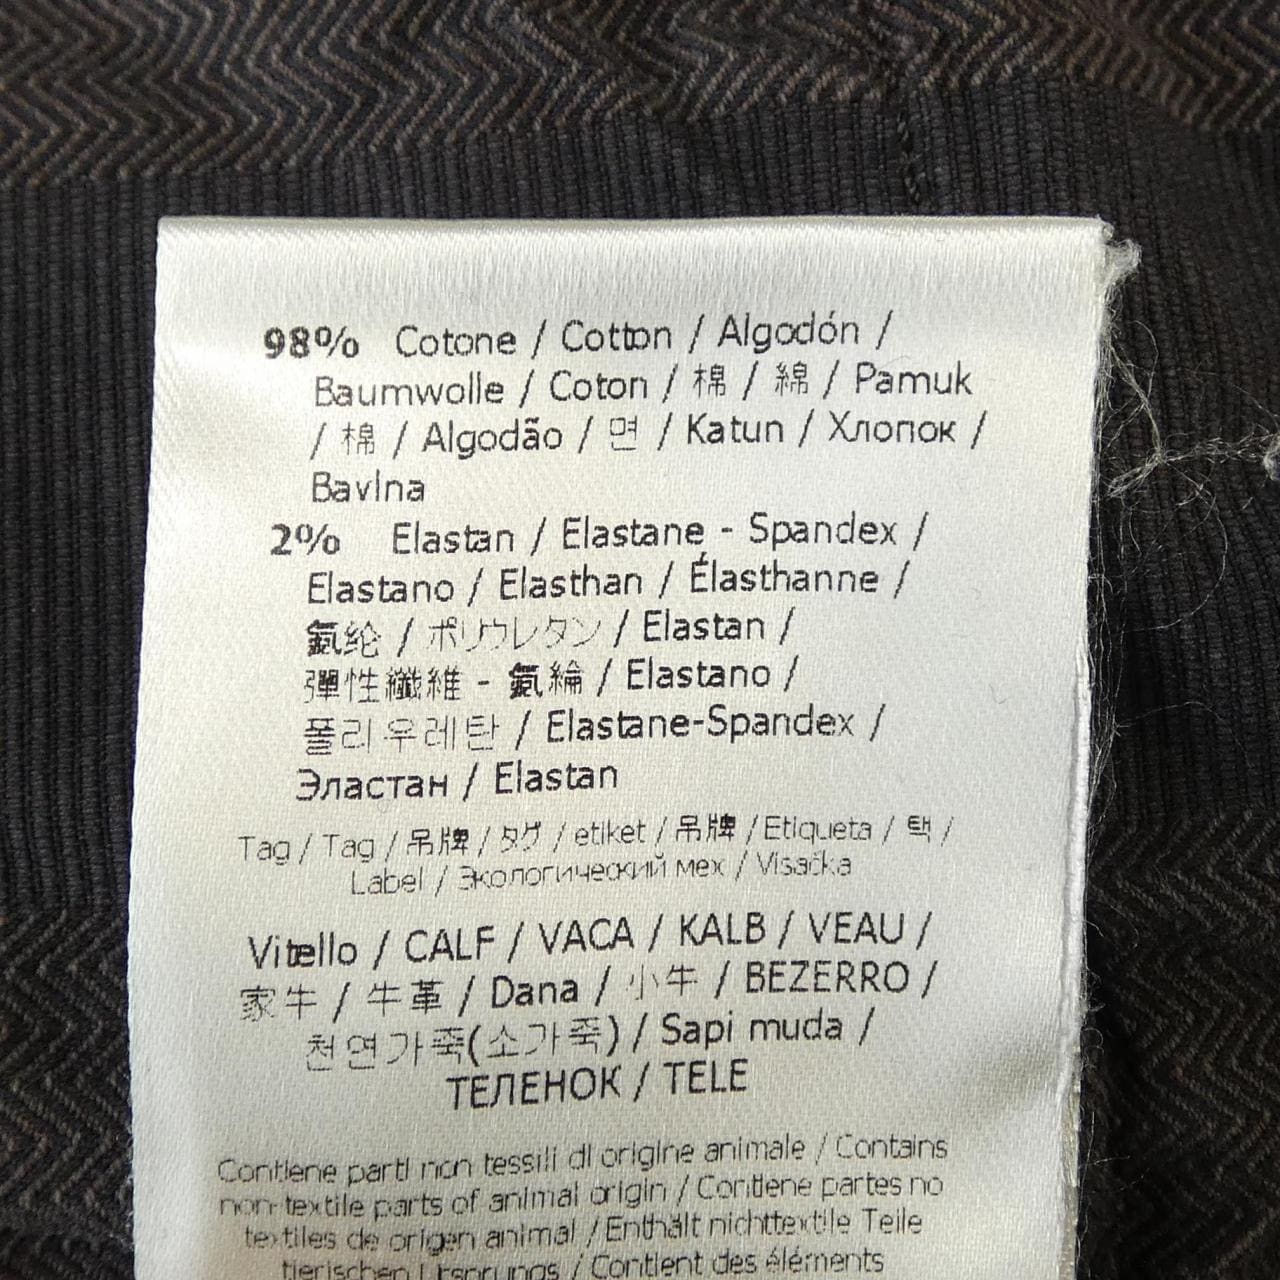 98% Cotone / Cotton / Algodón /
Baumwolle / Coton / 棉 / 綿 / Pamuk
/ 棉 / Algodão / 면 / Katun / Хлопок /
Bavlna
2% Elastan / Elastane - Spandex /
Elastano / Elasthan / Élasthanne /
氨纶 / ポリウレタン / Elastan /
彈性纖維 - 氨綸 / Elastano /
폴리우레탄 / Elastane-Spandex /
Эластан / Elastan
Tag / Tag / 吊牌 / タグ / etiket / 吊牌 / Etiqueta / 택 /
Label / Экологический мех / Visačka
Vitello / CALF / VACA / KALB / VEAU /
家牛 / 牛革 / Dana / 小牛 / BEZERRO /
천연가죽(소가죽) / Sapi muda /
ТЕЛЕНОК / TELE
Contiene parti non tessili di origine animale / Contains
non-textile parts of animal origin / Contiene partes no
textiles de origen animal / Enthält nichttextile Teile
tierischen Ursprungs / Contient des éléments